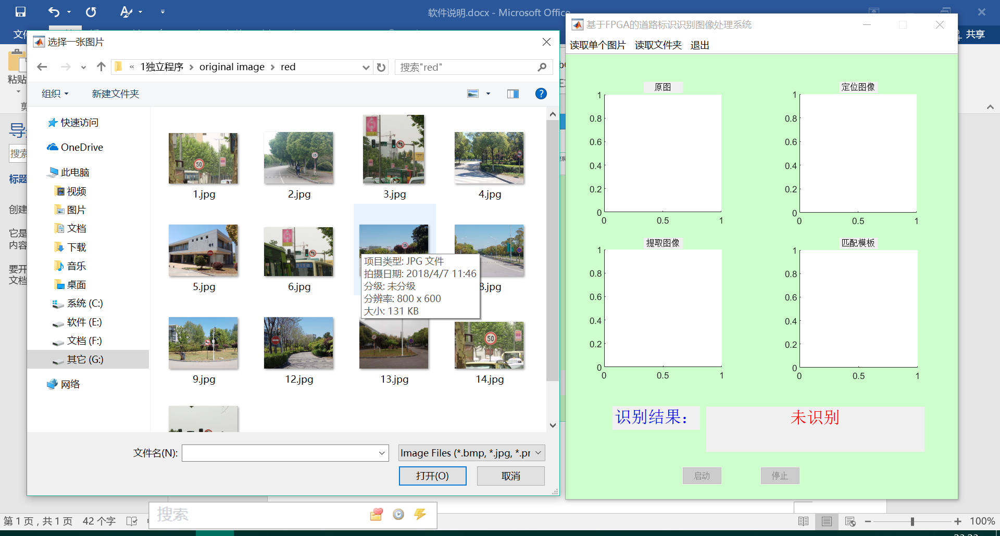 软件说明.docx - Microsoft Office
共享
粘贴
搜索
标题
创建
它是
内容
要开
文档
选择一张图片
« 1独立程序 › original image › red
搜索"red"
组织
新建文件夹
快速访问
OneDrive
此电脑
视频
图片
文档
下载
音乐
桌面
系统 (C:)
软件 (E:)
文档 (F:)
其它 (G:)
网络
1.jpg
2.jpg
3.jpg
4.jpg
5.jpg
6.jpg
8.jpg
项目类型: JPG 文件
拍摄日期: 2018/4/7 11:46
分级: 未分级
分辨率: 800 x 600
大小: 131 KB
9.jpg
12.jpg
13.jpg
14.jpg
50
15
15
50
文件名(N):
Image Files (*.bmp, *.jpg, *.pr
打开(O)
取消
基于FPGA的道路标识识别图像处理系统
读取单个图片 读取文件夹 退出
原图
1
0.8
0.6
0.4
0.2
0
0 0.5 1
定位图像
1
0.8
0.6
0.4
0.2
0
0 0.5 1
提取图像
1
0.8
0.6
0.4
0.2
0
0 0.5 1
匹配模板
1
0.8
0.6
0.4
0.2
0
0 0.5 1
识别结果:
未识别
启动
停止
搜索
第 1 页，共 1 页 42 个字
100%